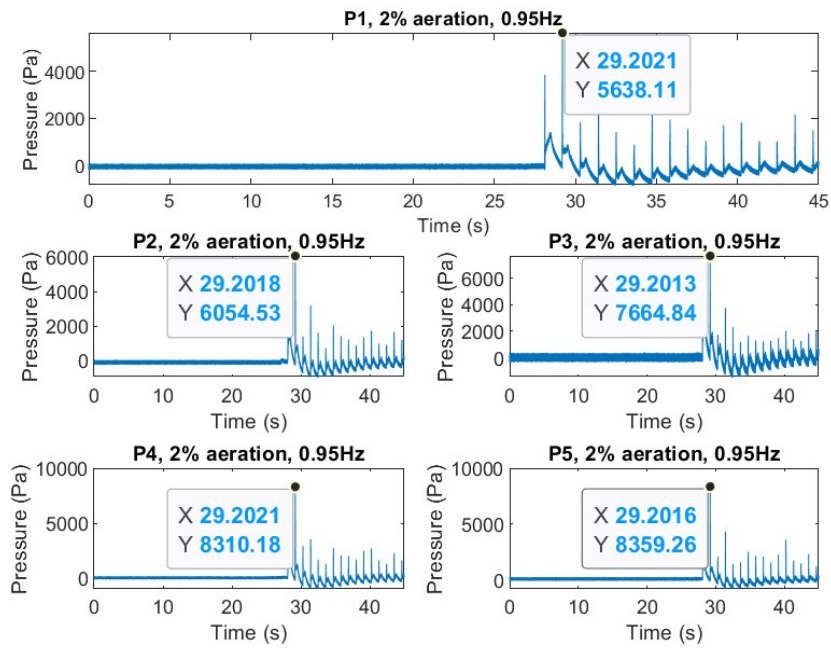 P1, 2% aeration, 0.95Hz
Pressure (Pa)
4000
2000
0
X 29.2021
Y 5638.11
0 5 10 15 20 25 30 35 40 45
Time (s)
P2, 2% aeration, 0.95Hz
Pressure (Pa)
6000
4000
2000
0
X 29.2018
Y 6054.53
0 10 20 30 40
Time (s)
P3, 2% aeration, 0.95Hz
Pressure (Pa)
6000
4000
2000
0
X 29.2013
Y 7664.84
0 10 20 30 40
Time (s)
P4, 2% aeration, 0.95Hz
Pressure (Pa)
10000
5000
0
X 29.2021
Y 8310.18
0 10 20 30 40
Time (s)
P5, 2% aeration, 0.95Hz
Pressure (Pa)
10000
5000
0
X 29.2016
Y 8359.26
0 10 20 30 40
Time (s)